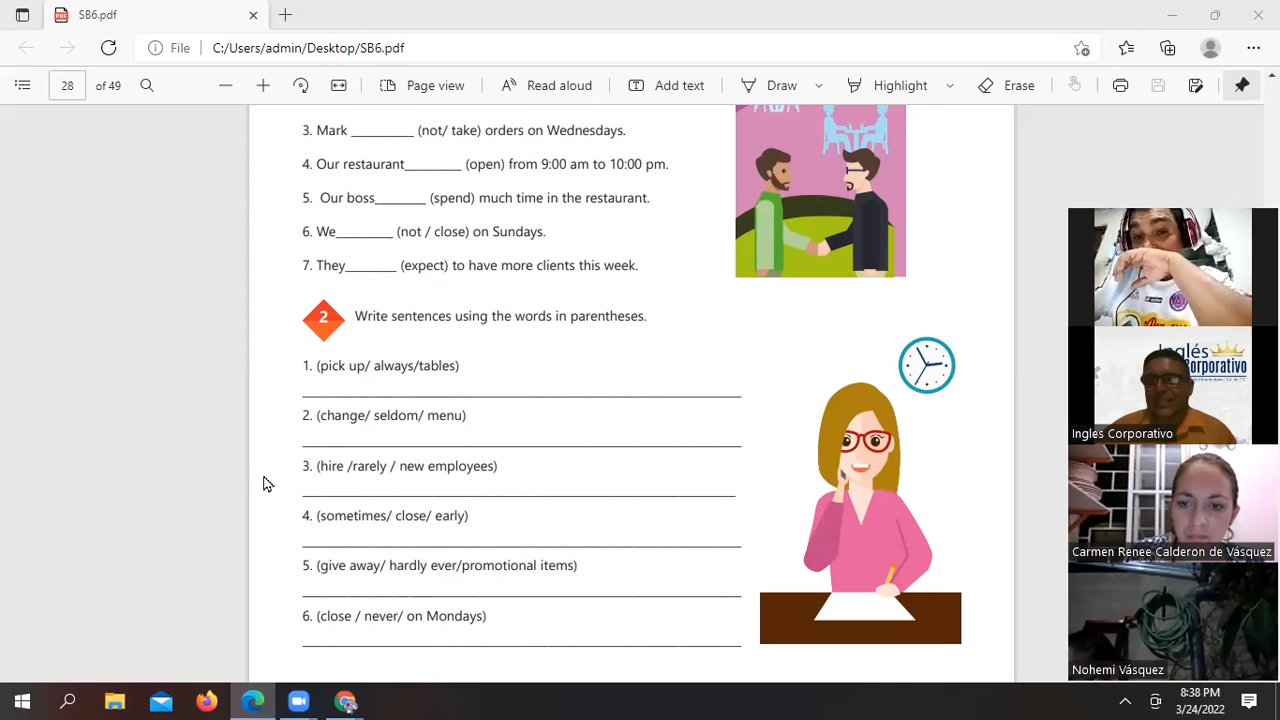 SB6.pdf
File C:/Users/admin/Desktop/SB6.pdf
28 of 49 Page view Read aloud Add text Draw Highlight Erase
3. Mark _________ (not/ take) orders on Wednesdays.
4. Our restaurant________ (open) from 9:00 am to 10:00 pm.
5. Our boss_______ (spend) much time in the restaurant.
6. We________ (not / close) on Sundays.
7. They_______ (expect) to have more clients this week.
2 Write sentences using the words in parentheses.
1. (pick up/ always/tables)
2. (change/ seldom/ menu)
3. (hire /rarely / new employees)
4. (sometimes/ close/ early)
5. (give away/ hardly ever/promotional items)
6. (close / never/ on Mondays)
Inglés
Corporativo
Ingles Corporativo
Carmen Renee Calderon de Vásquez
Nohemi Vásquez
8:38 PM
3/24/2022